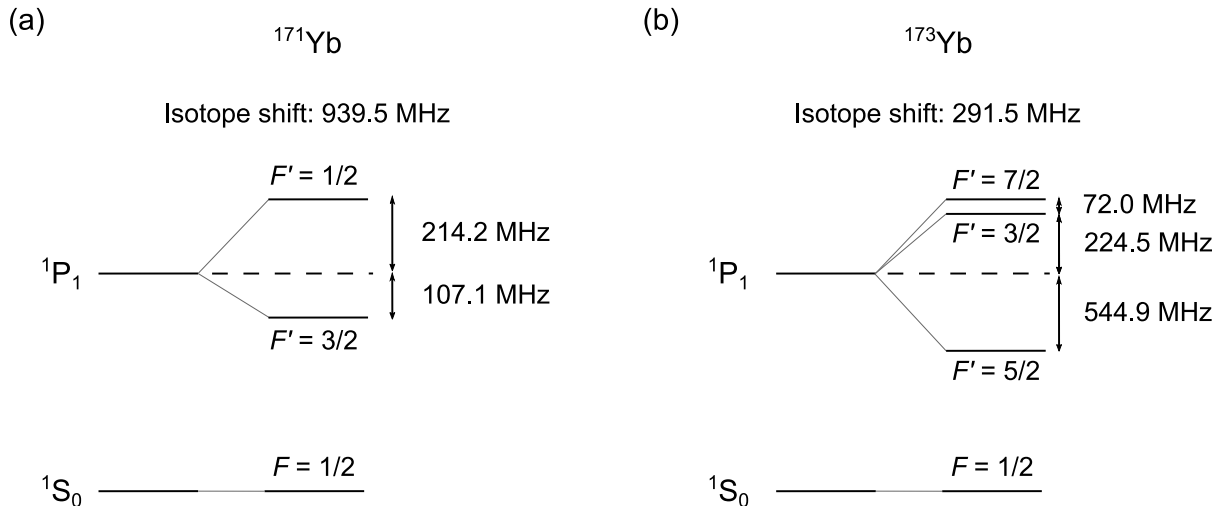 (a)
¹⁷¹Yb
Isotope shift: 939.5 MHz
F' = 1/2
214.2 MHz
¹P₁
107.1 MHz
F' = 3/2
¹S₀
F = 1/2
(b)
¹⁷³Yb
Isotope shift: 291.5 MHz
F' = 7/2
72.0 MHz
F' = 3/2
224.5 MHz
¹P₁
544.9 MHz
F' = 5/2
¹S₀
F = 1/2